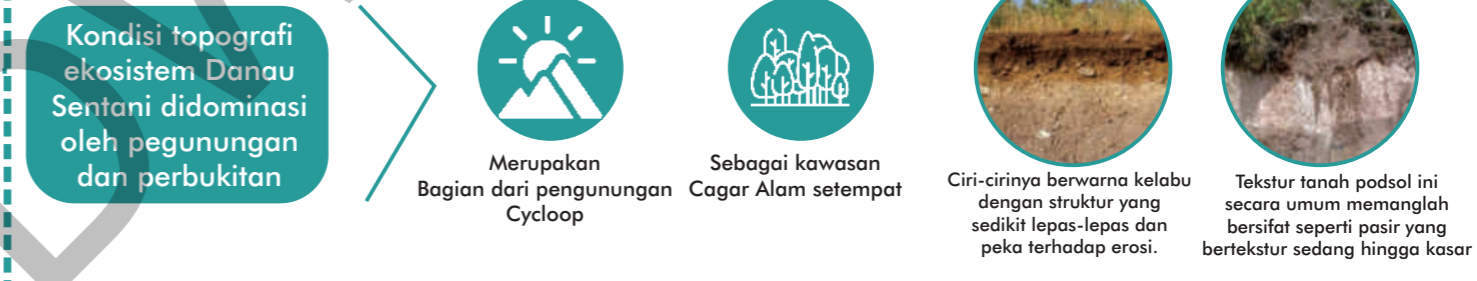 Kondisi topografi
ekosistem Danau
Sentani didominasi
oleh pegunungan
dan perbukitan
Merupakan
Bagian dari pengunungan
Cycloop
Sebagai kawasan
Cagar Alam setempat
Ciri-cirinya berwarna kelabu
dengan struktur yang
sedikit lepas-lepas dan
peka terhadap erosi.
Tekstur tanah podsol ini
secara umum memanglah
bersifat seperti pasir yang
bertekstur sedang hingga kasar